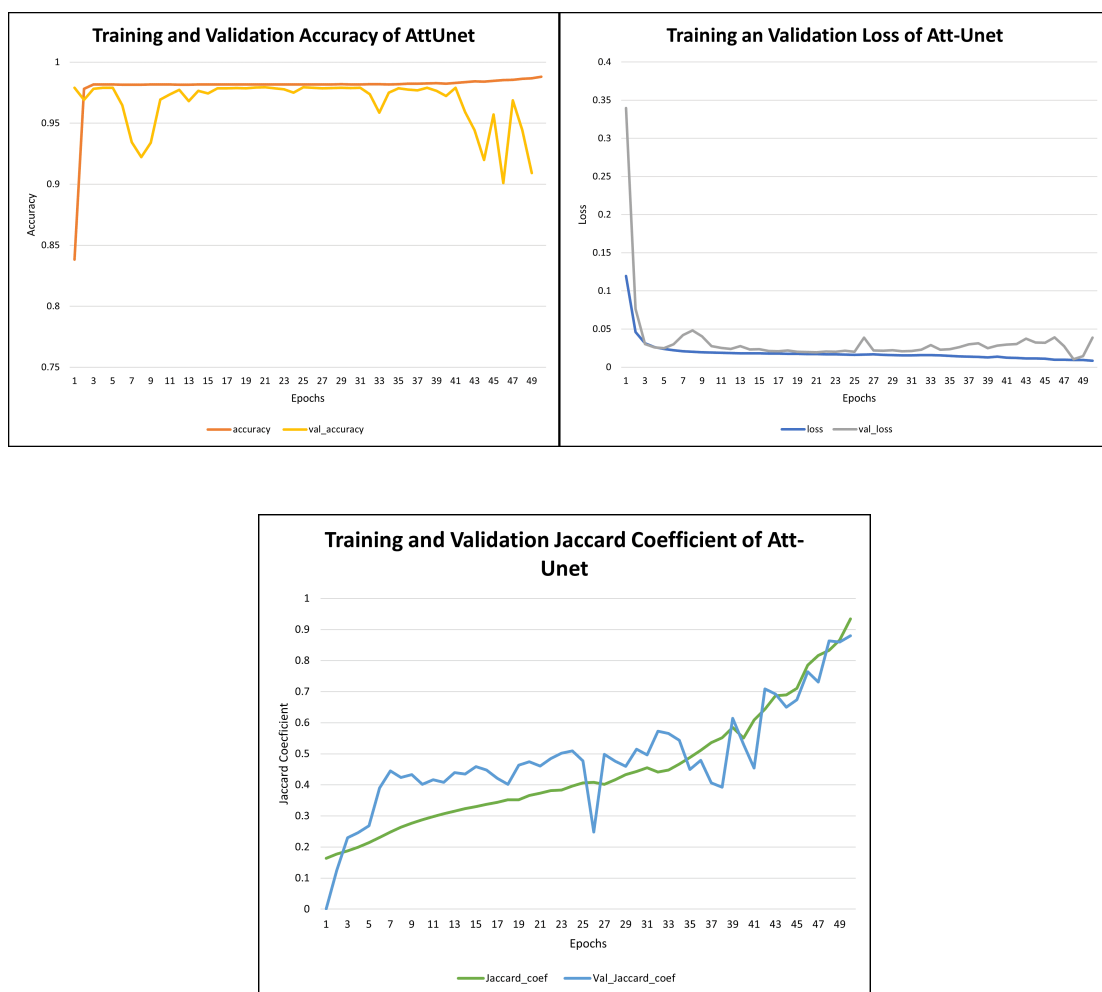 Training and Validation Accuracy of AttUnet
1
0.95
0.9
0.85
0.8
0.75
Accuracy
1 3 5 7 9 11 13 15 17 19 21 23 25 27 29 31 33 35 37 39 41 43 45 47 49
Epochs
accuracy val_accuracy
Training an Validation Loss of Att-Unet
0.4
0.35
0.3
0.25
0.2
0.15
0.1
0.05
0
Loss
1 3 5 7 9 11 13 15 17 19 21 23 25 27 29 31 33 35 37 39 41 43 45 47 49
Epochs
loss val_loss
Training and Validation Jaccard Coefficient of Att-
Unet
1
0.9
0.8
0.7
0.6
0.5
0.4
0.3
0.2
0.1
0
Jaccard Coecficient
1 3 5 7 9 11 13 15 17 19 21 23 25 27 29 31 33 35 37 39 41 43 45 47 49
Epochs
Jaccard_coef Val_Jaccard_coef